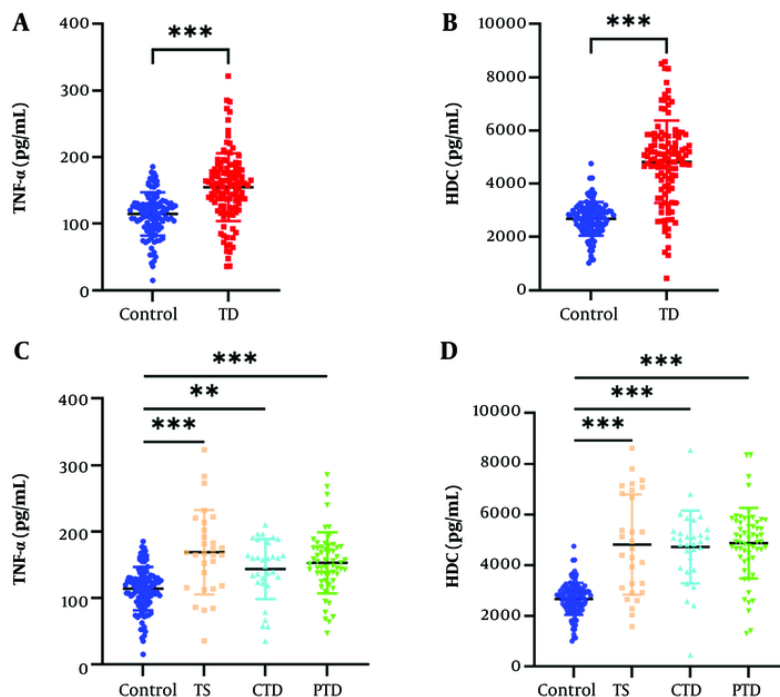 A
TNF-α (pg/mL)
400
300
200
100
0
***
Control TD
B
HDC (pg/mL)
10000
8000
6000
4000
2000
0
***
Control TD
C
TNF-α (pg/mL)
400
300
200
100
0
***
**
***
Control TS CTD PTD
D
HDC (pg/mL)
10000
8000
6000
4000
2000
0
***
***
***
Control TS CTD PTD